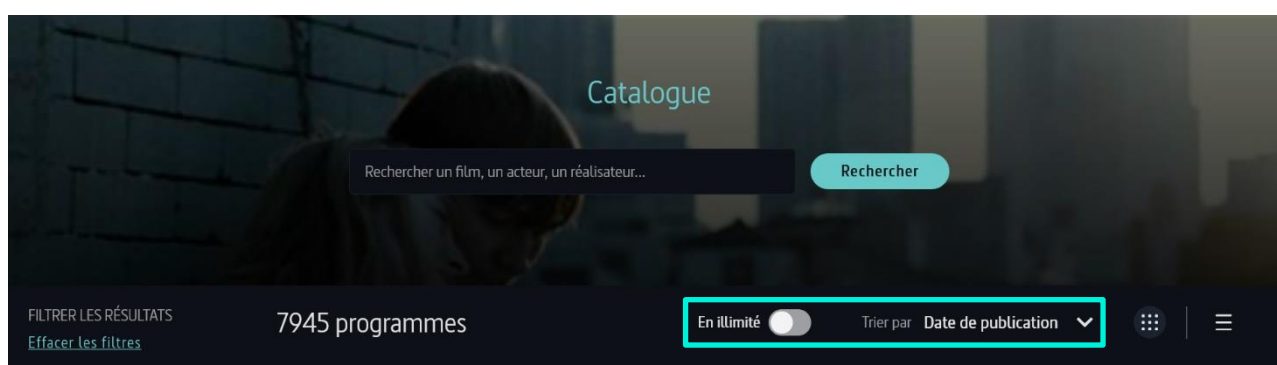 Catalogue
Rechercher un film, un acteur, un réalisateur...
Rechercher
FILTRER LES RÉSULTATS
Effacer les filtres
7945 programmes
En illimité
Trier par Date de publication